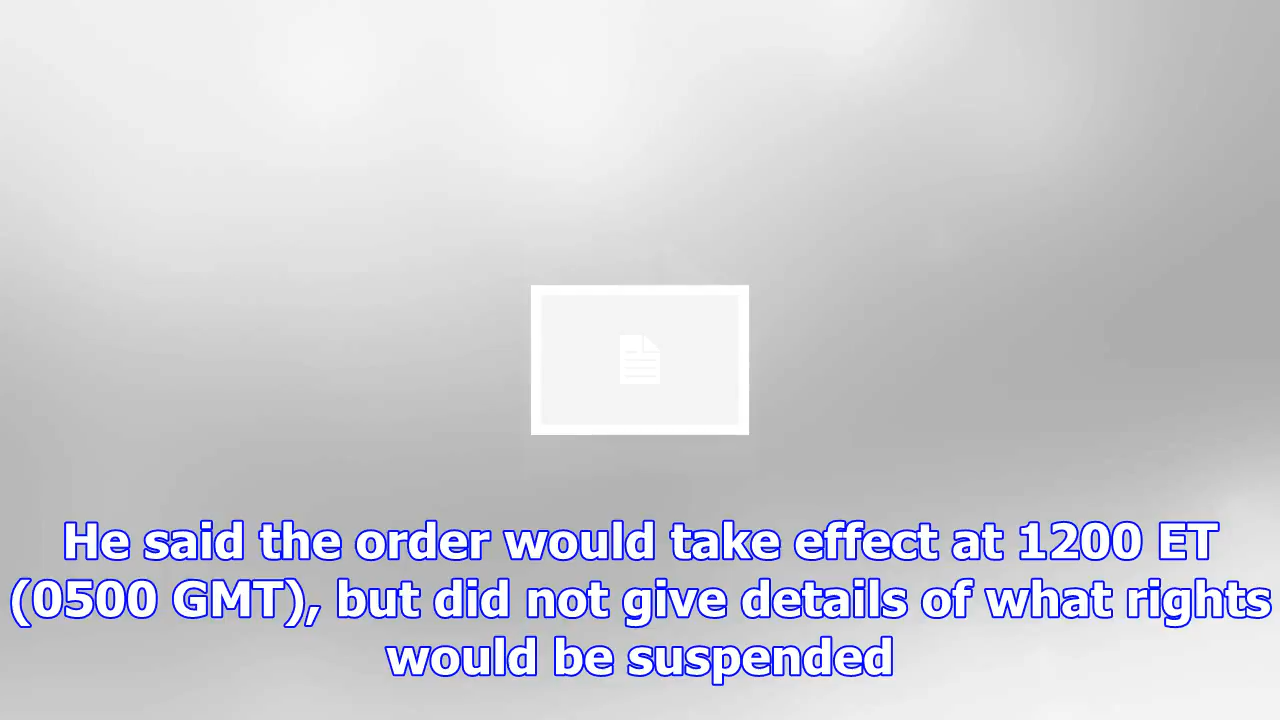 He said the order would take effect at 1200 ET
(0500 GMT), but did not give details of what rights
would be suspended